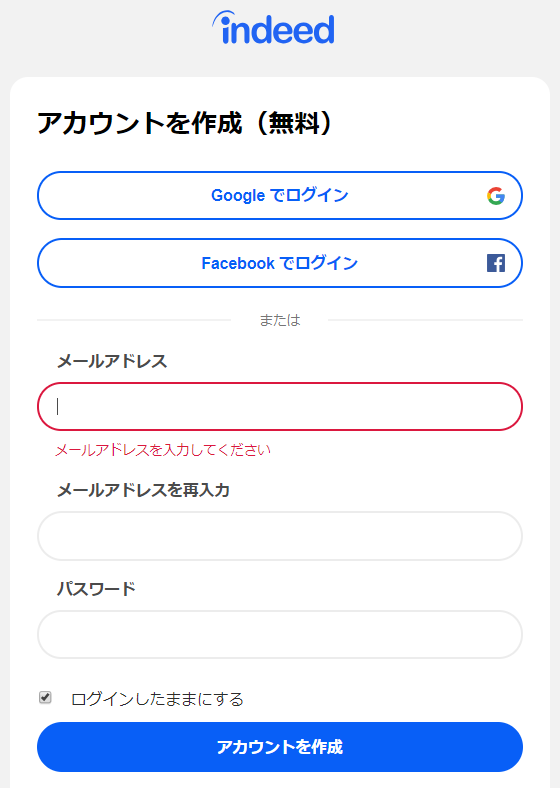 indeed
アカウントを作成（無料）
Google でログイン
Facebook でログイン
または
メールアドレス
メールアドレスを入力してください
メールアドレスを再入力
パスワード
ログインしたままにする
アカウントを作成